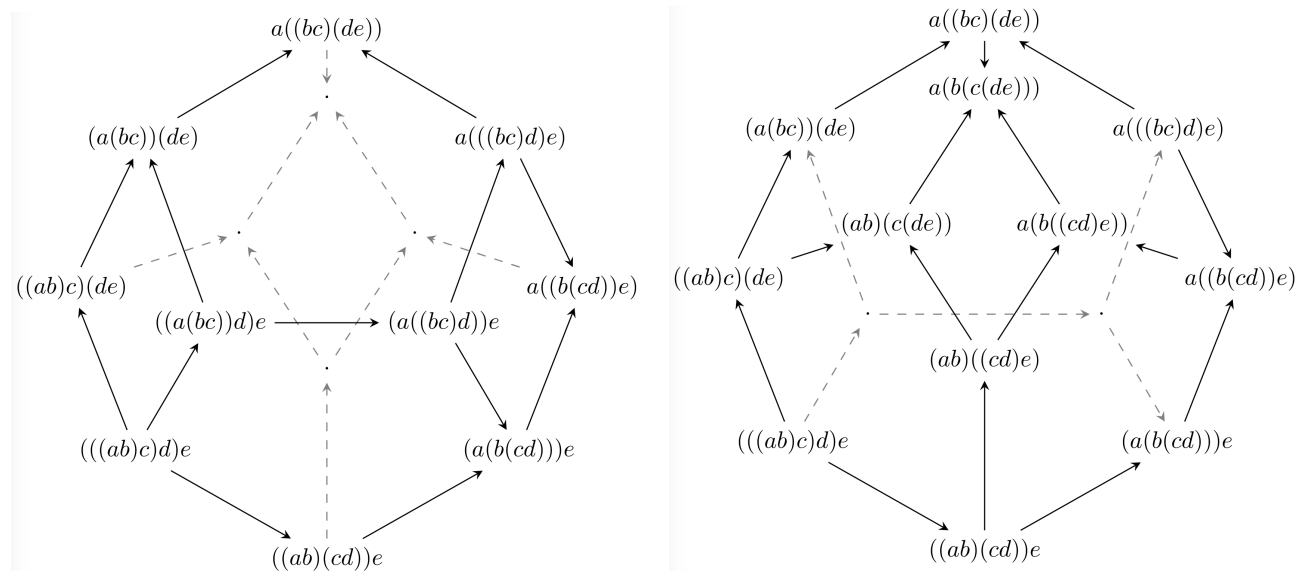 a((bc)(de))
(a(bc))(de) a(((bc)d)e)
((ab)c)(de) a((b(cd))e)
((a(bc))d)e (a((bc)d))e
(((ab)c)d)e (a(b(cd)))e
((ab)(cd))e
a((bc)(de))
a(b(c(de)))
(a(bc))(de) a(((bc)d)e)
(ab)(c(de)) a(b((cd)e))
((ab)c)(de) a((b(cd))e)
(ab)((cd)e)
(((ab)c)d)e (a(b(cd)))e
((ab)(cd))e